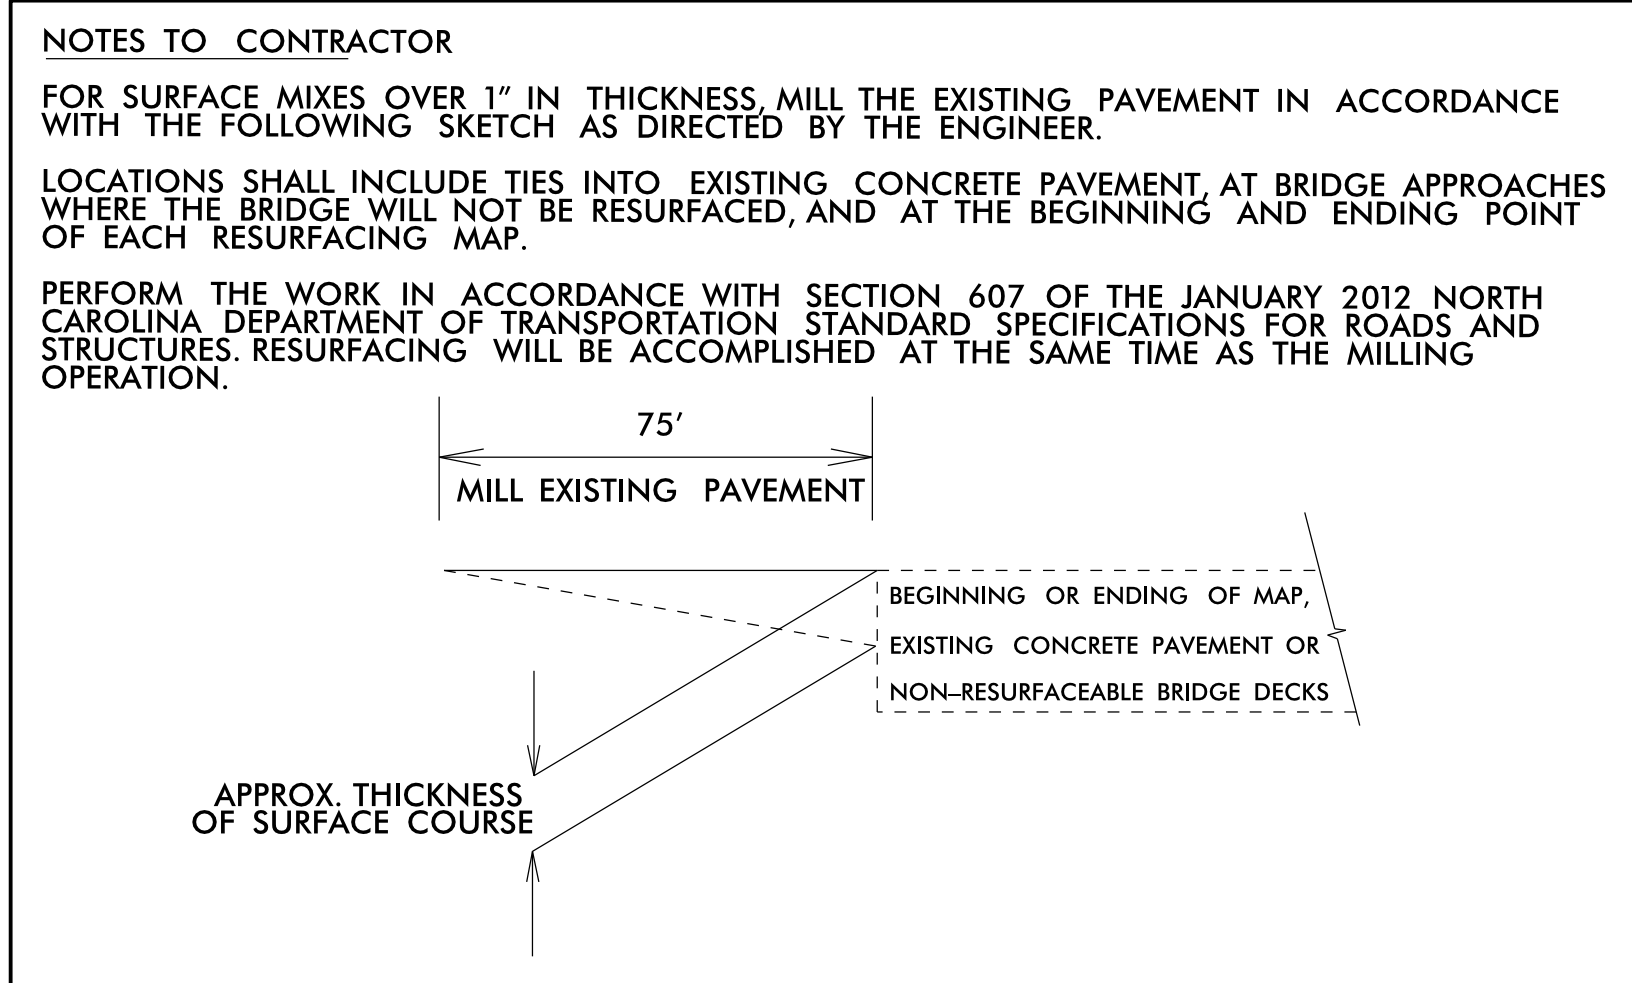 NOTES TO CONTRACTOR
FOR SURFACE MIXES OVER 1" IN THICKNESS, MILL THE EXISTING PAVEMENT IN ACCORDANCE
WITH THE FOLLOWING SKETCH AS DIRECTED BY THE ENGINEER.
LOCATIONS SHALL INCLUDE TIES INTO EXISTING CONCRETE PAVEMENT, AT BRIDGE APPROACHES
WHERE THE BRIDGE WILL NOT BE RESURFACED, AND AT THE BEGINNING AND ENDING POINT
OF EACH RESURFACING MAP.
PERFORM THE WORK IN ACCORDANCE WITH SECTION 607 OF THE JANUARY 2012 NORTH
CAROLINA DEPARTMENT OF TRANSPORTATION STANDARD SPECIFICATIONS FOR ROADS AND
STRUCTURES. RESURFACING WILL BE ACCOMPLISHED AT THE SAME TIME AS THE MILLING
OPERATION.
75'
MILL EXISTING PAVEMENT
BEGINNING OR ENDING OF MAP,
EXISTING CONCRETE PAVEMENT OR
NON-RESURFACEABLE BRIDGE DECKS
APPROX. THICKNESS
OF SURFACE COURSE